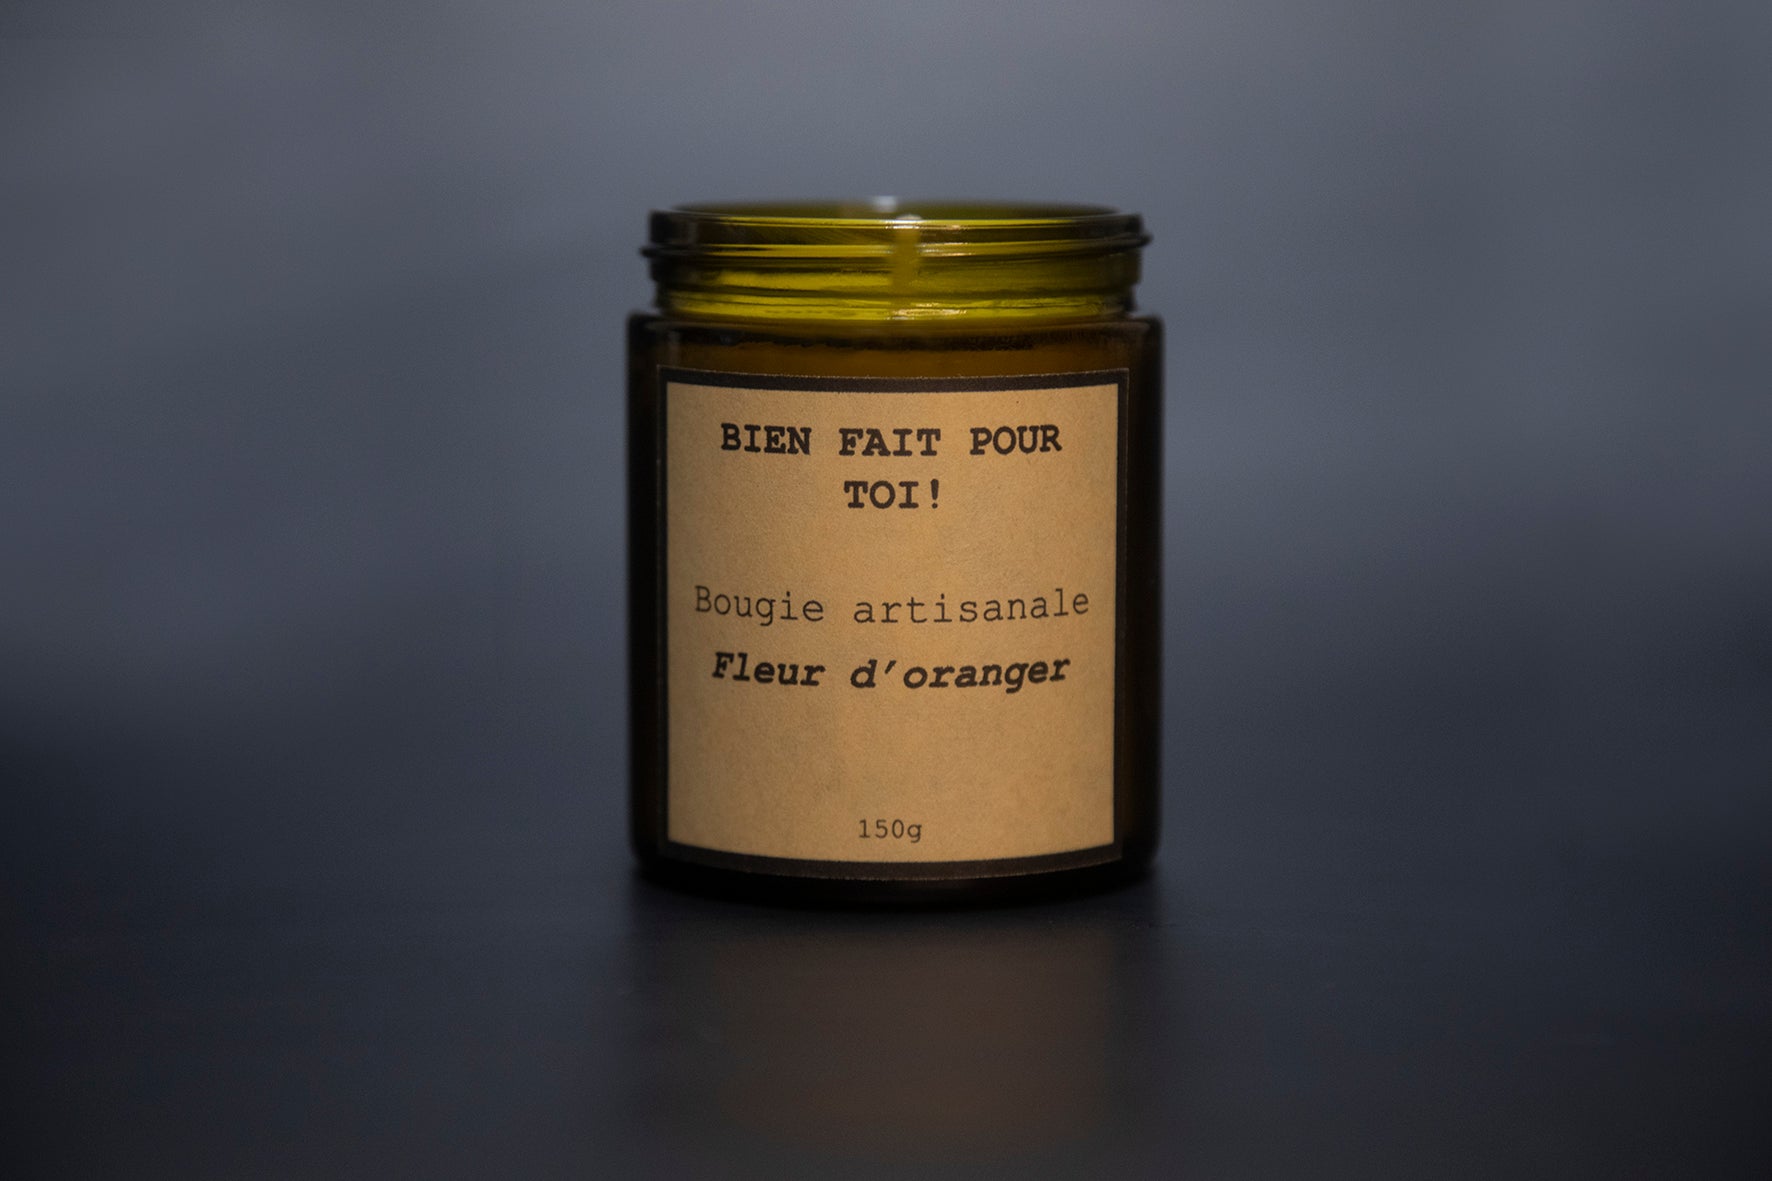 BIEN FAIT POUR
TOI!
Bougie artisanale
Fleur d'oranger
150g